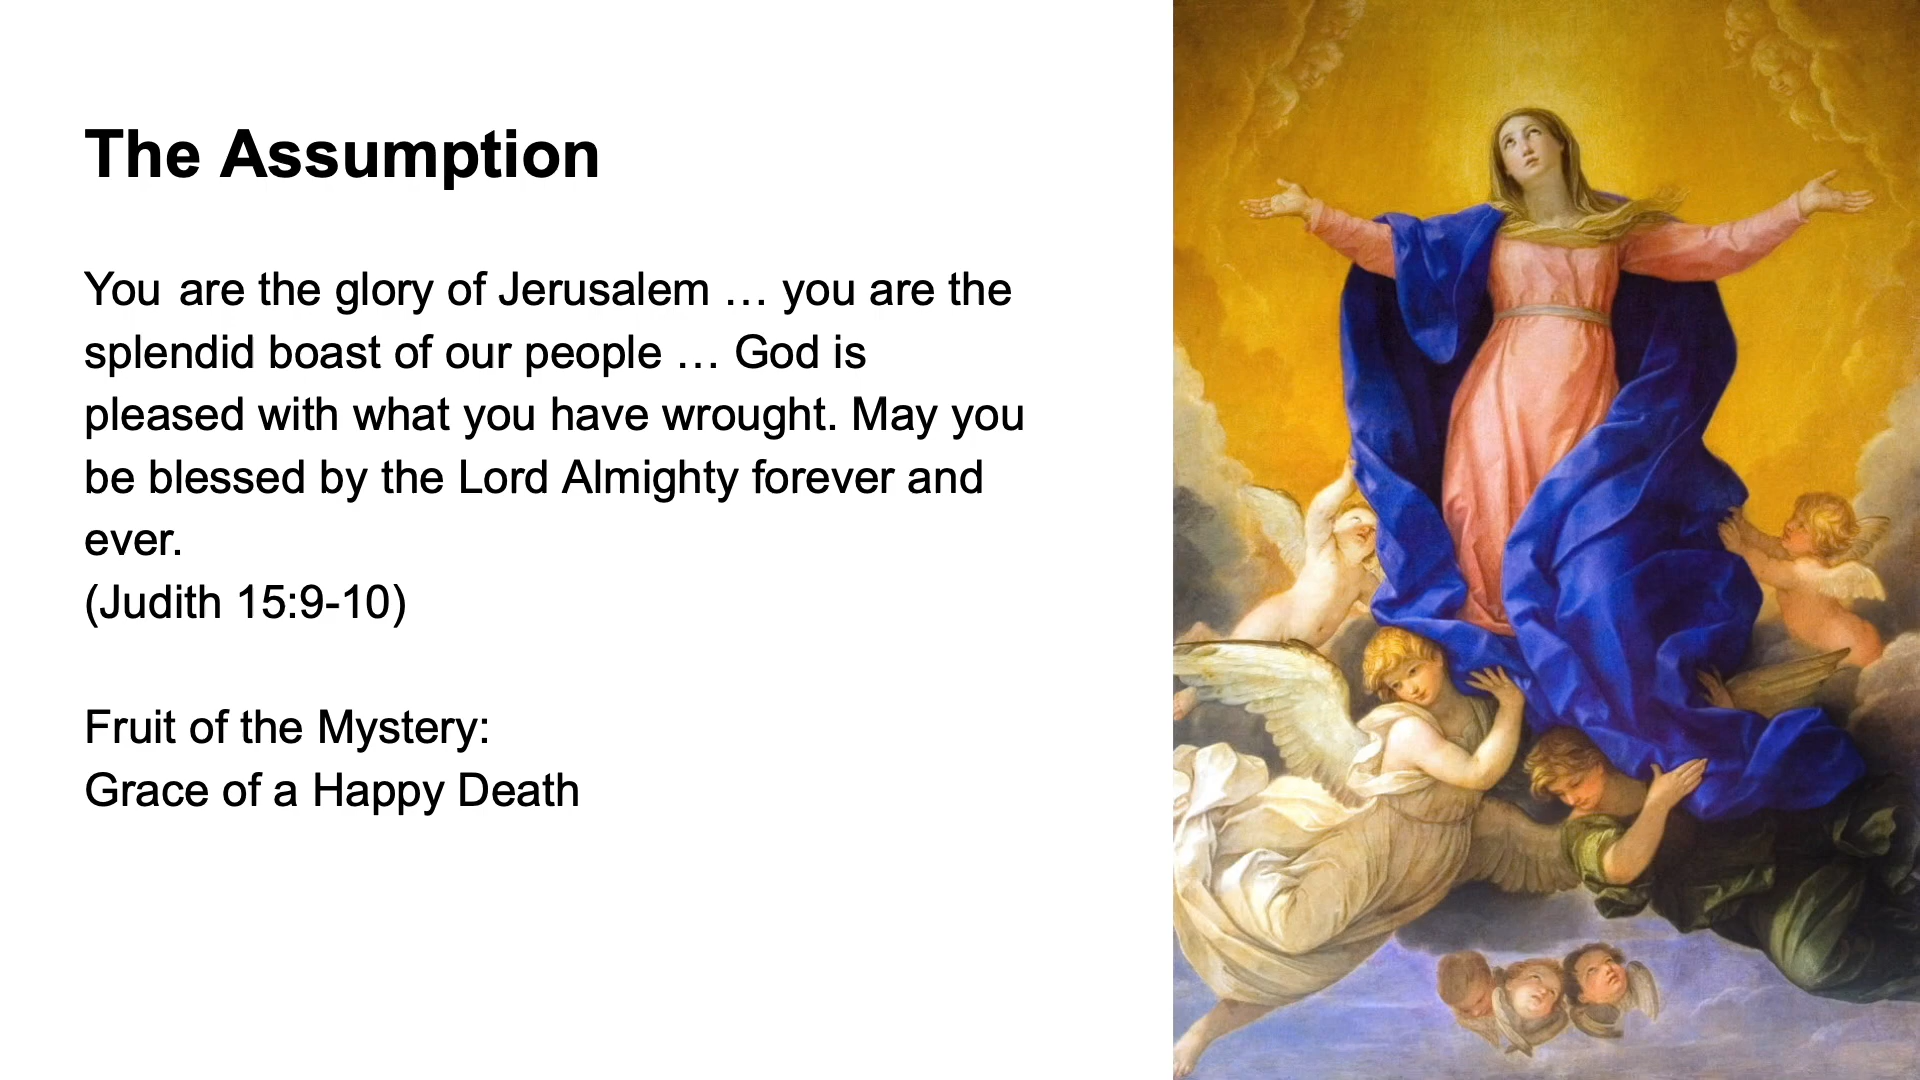 The Assumption
You are the glory of Jerusalem … you are the
splendid boast of our people … God is
pleased with what you have wrought. May you
be blessed by the Lord Almighty forever and
ever.
(Judith 15:9-10)
Fruit of the Mystery:
Grace of a Happy Death